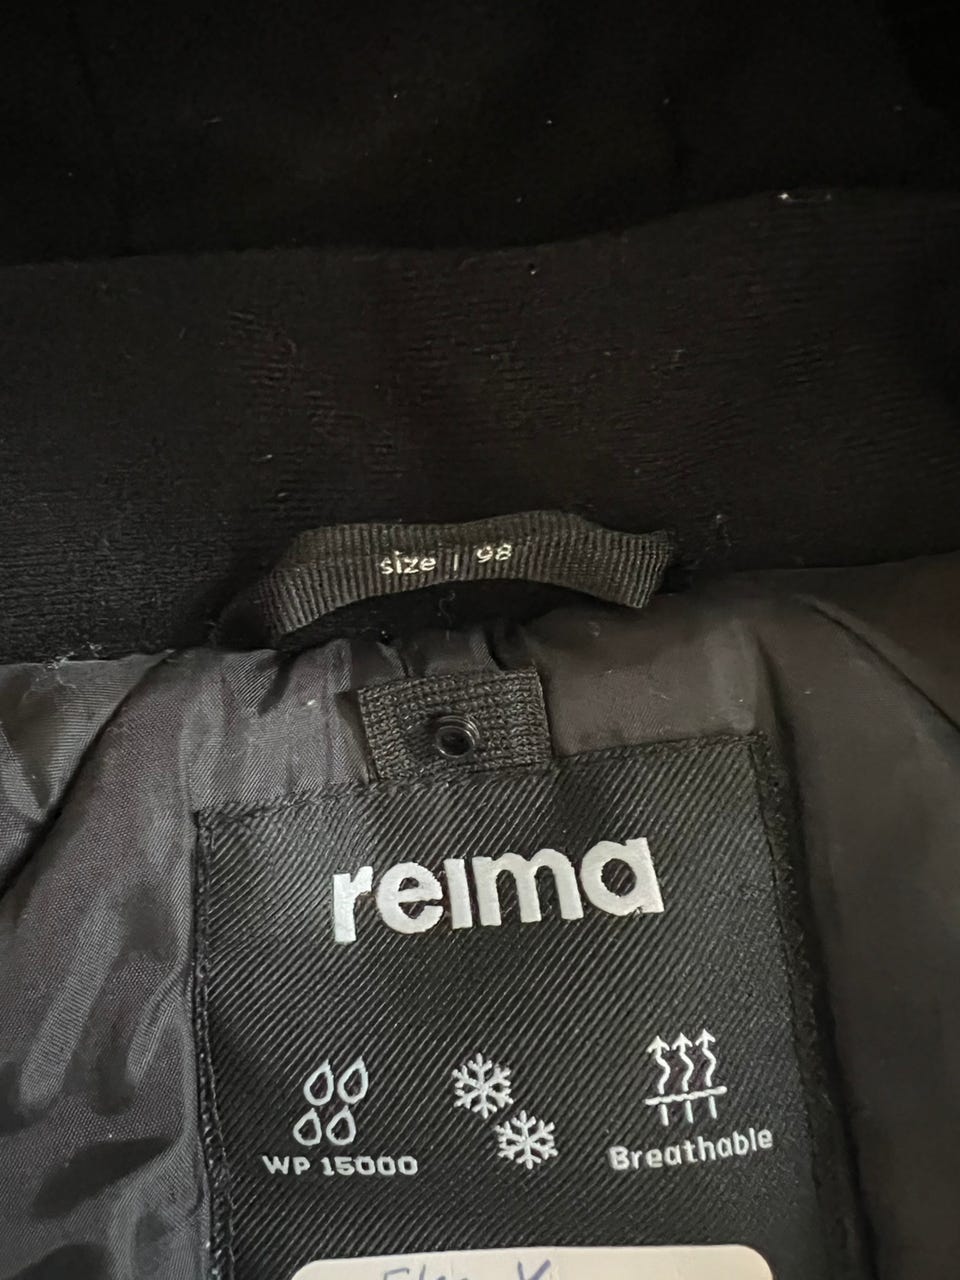 size | 98
reima
WP 15000
Breathable